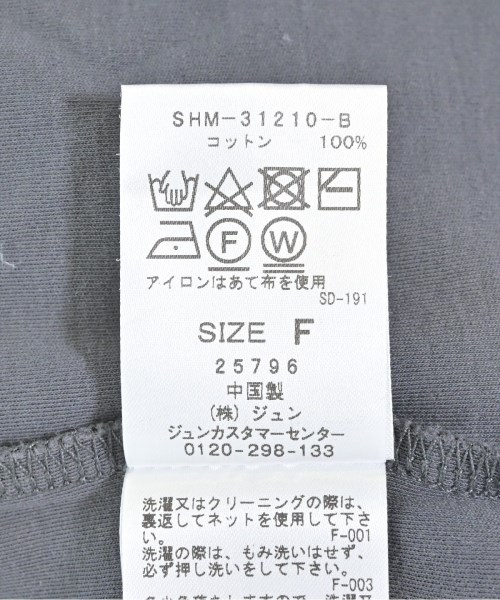 SHM-31210-B
コットン 100%
F W
アイロンはあて布を使用
SD-191
SIZE F
25796
中国製
(株) ジュン
ジュンカスタマーセンター
0120-298-133
洗濯又はクリーニングの際は、
裏返してネットを使用して下さ
い。 F-001
洗濯の際は、もみ洗いはせず、
必ず押し洗いをして下さい。
F-003